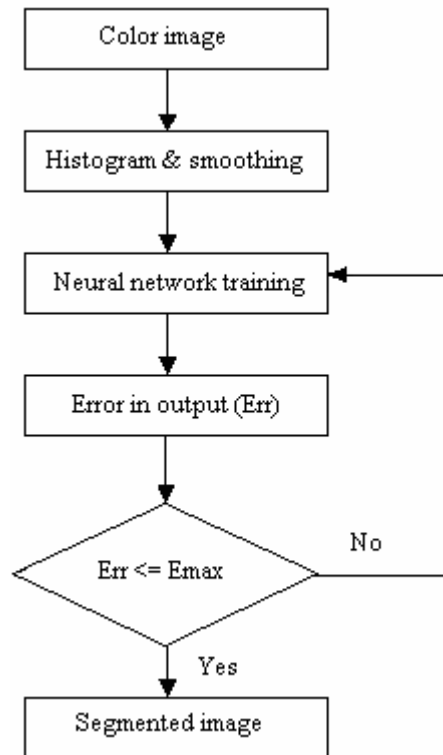 Color image
Histogram & smoothing
Neural network training
Error in output (Err)
Err <= Emax
No
Yes
Segmented image